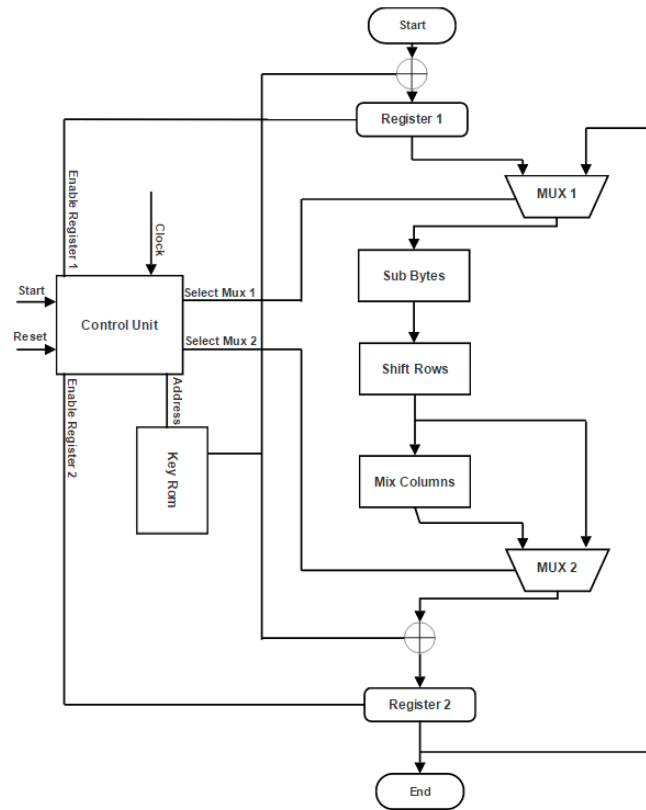 Start
Register 1
MUX 1
Enable Register 1
Clock
Sub Bytes
Start
Select Mux 1
Control Unit
Reset
Select Mux 2
Shift Rows
Enable Register 2
Address
Key Rom
Mix Columns
MUX 2
Register 2
End